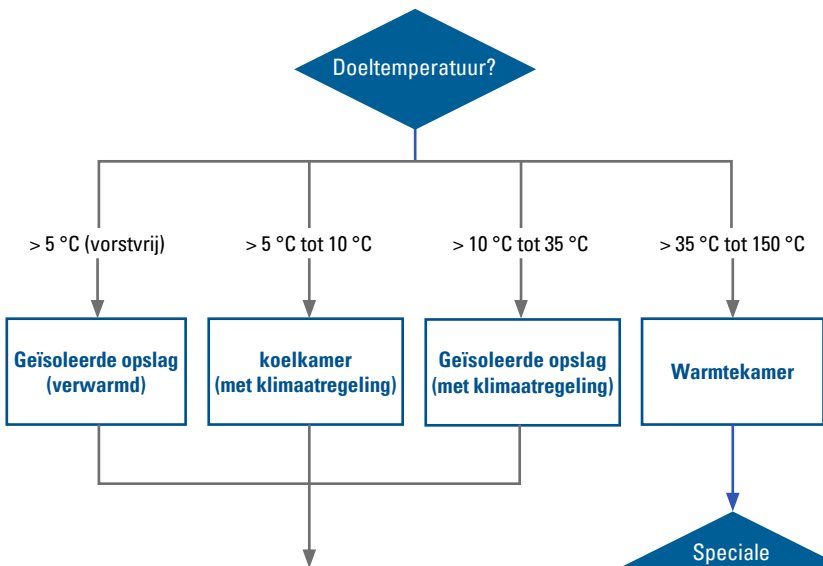 Doeltemperatuur?
> 5 °C (vorstvrij)
> 5 °C tot 10 °C
> 10 °C tot 35 °C
> 35 °C tot 150 °C
Geïsoleerde opslag
(verwarmd)
koelkamer
(met klimaatregeling)
Geïsoleerde opslag
(met klimaatregeling)
Warmtekamer
Speciale